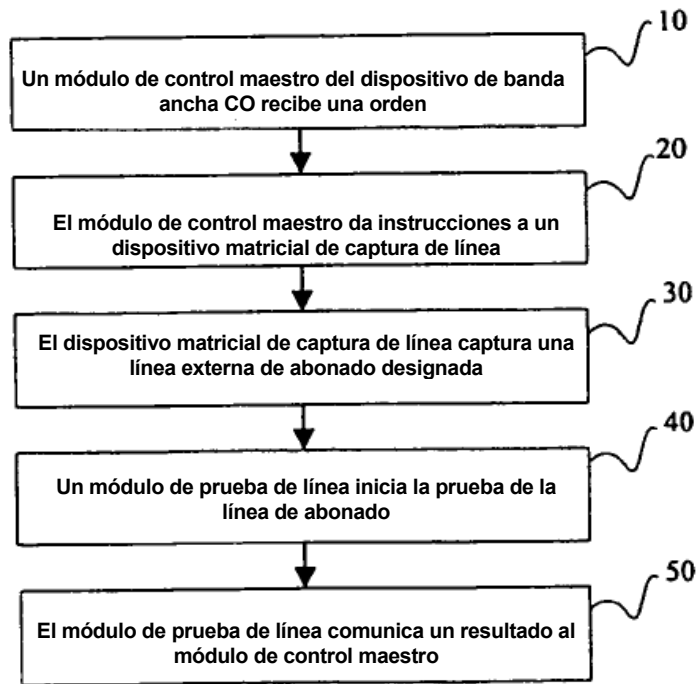 10
Un módulo de control maestro del dispositivo de banda
ancha CO recibe una orden
20
El módulo de control maestro da instrucciones a un
dispositivo matricial de captura de línea
30
El dispositivo matricial de captura de línea captura una
línea externa de abonado designada
40
Un módulo de prueba de línea inicia la prueba de la
línea de abonado
50
El módulo de prueba de línea comunica un resultado al
módulo de control maestro